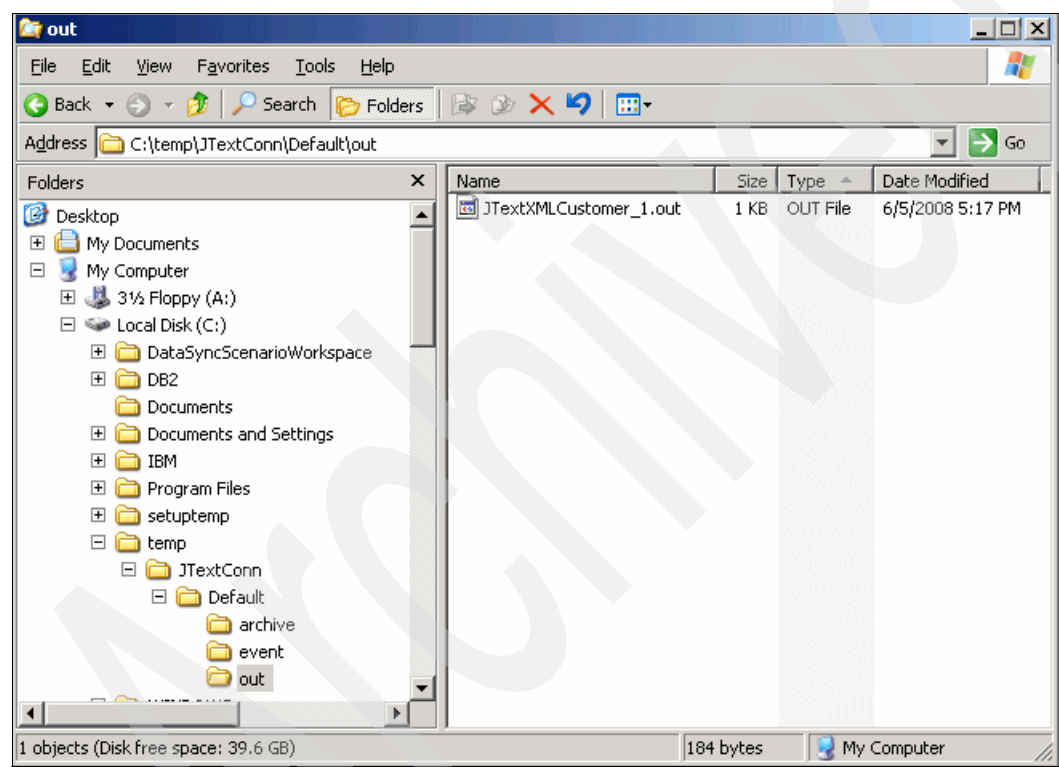 out
File Edit View Favorites Tools Help
Back Search Folders
Address C:\temp\JTextConn\Default\out Go
Folders
Name Size Type Date Modified
JTextXMLCustomer_1.out 1 KB OUT File 6/5/2008 5:17 PM
Desktop
My Documents
My Computer
3½ Floppy (A:)
Local Disk (C:)
DataSyncScenarioWorkspace
DB2
Documents
Documents and Settings
IBM
Program Files
setuptemp
temp
JTextConn
Default
archive
event
out
1 objects (Disk free space: 39.6 GB) 184 bytes My Computer
Archive